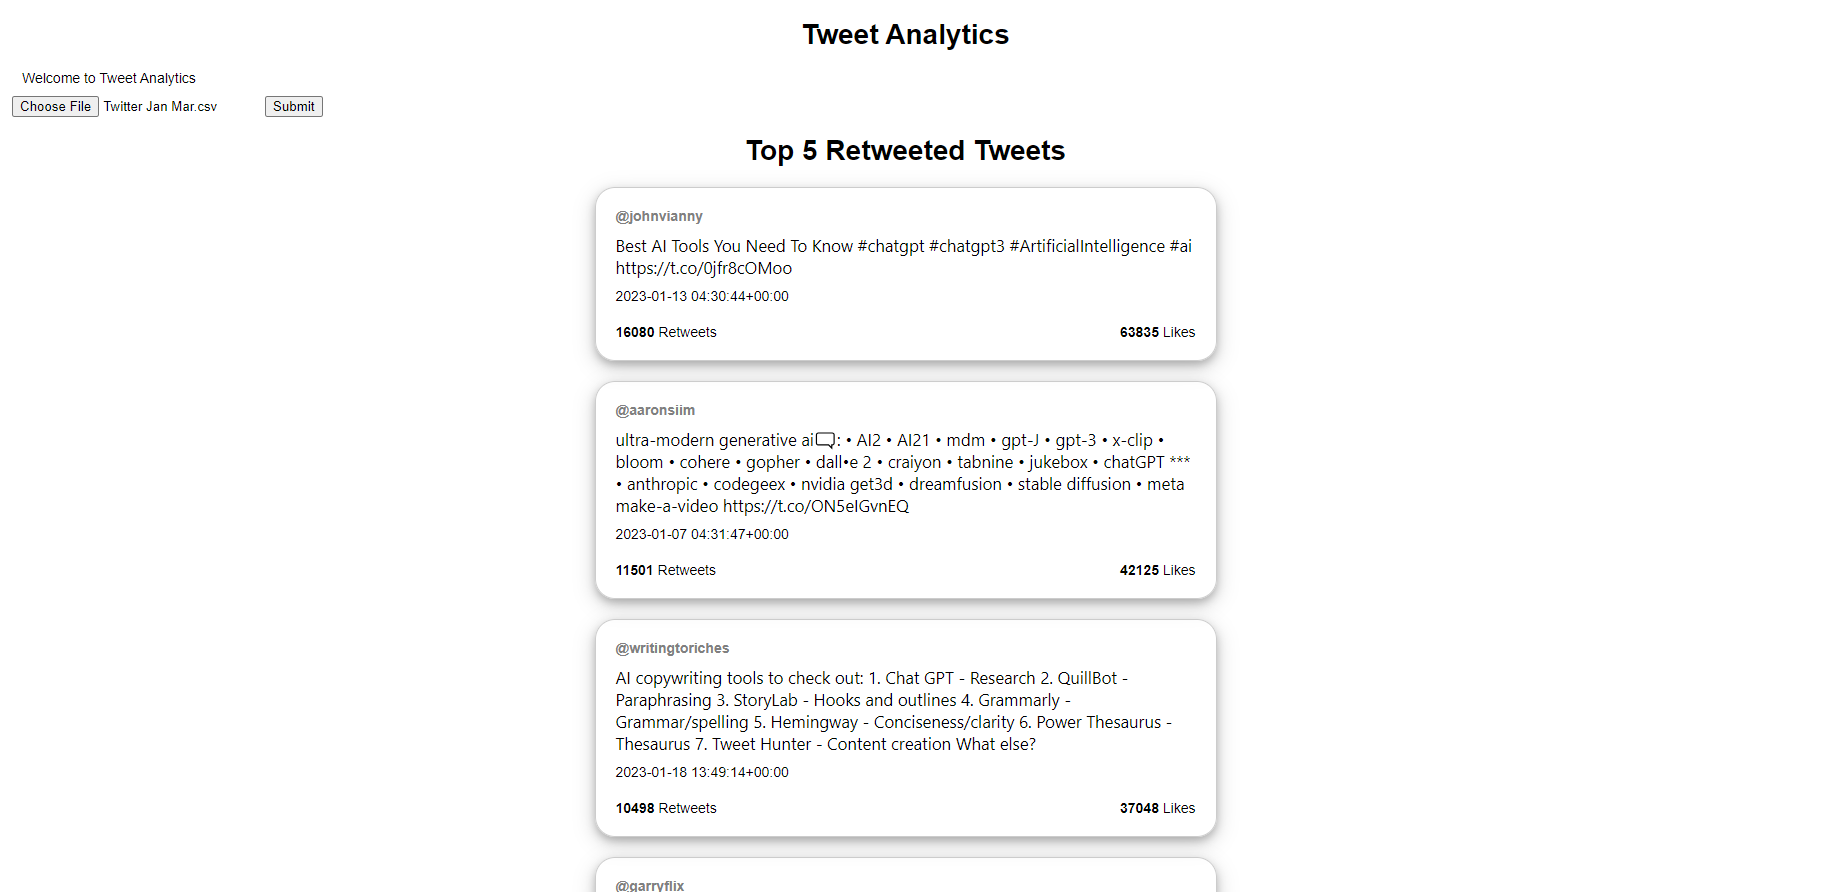 Tweet Analytics
Welcome to Tweet Analytics
Choose File Twitter Jan Mar.csv Submit
Top 5 Retweeted Tweets
@johnvianny
Best AI Tools You Need To Know #chatgpt #chatgpt3 #ArtificialIntelligence #ai
https://t.co/0jfr8cOMoo
2023-01-13 04:30:44+00:00
16080 Retweets 63835 Likes
@aaronsiim
ultra-modern generative ai🗨: • AI2 • AI21 • mdm • gpt-J • gpt-3 • x-clip •
bloom • cohere • gopher • dall•e 2 • craiyon • tabnine • jukebox • chatGPT ***
• anthropic • codegeex • nvidia get3d • dreamfusion • stable diffusion • meta
make-a-video https://t.co/ON5eIGvnEQ
2023-01-07 04:31:47+00:00
11501 Retweets 42125 Likes
@writingtoriches
AI copywriting tools to check out: 1. Chat GPT - Research 2. QuillBot -
Paraphrasing 3. StoryLab - Hooks and outlines 4. Grammarly -
Grammar/spelling 5. Hemingway - Conciseness/clarity 6. Power Thesaurus -
Thesaurus 7. Tweet Hunter - Content creation What else?
2023-01-18 13:49:14+00:00
10498 Retweets 37048 Likes
@garryflix